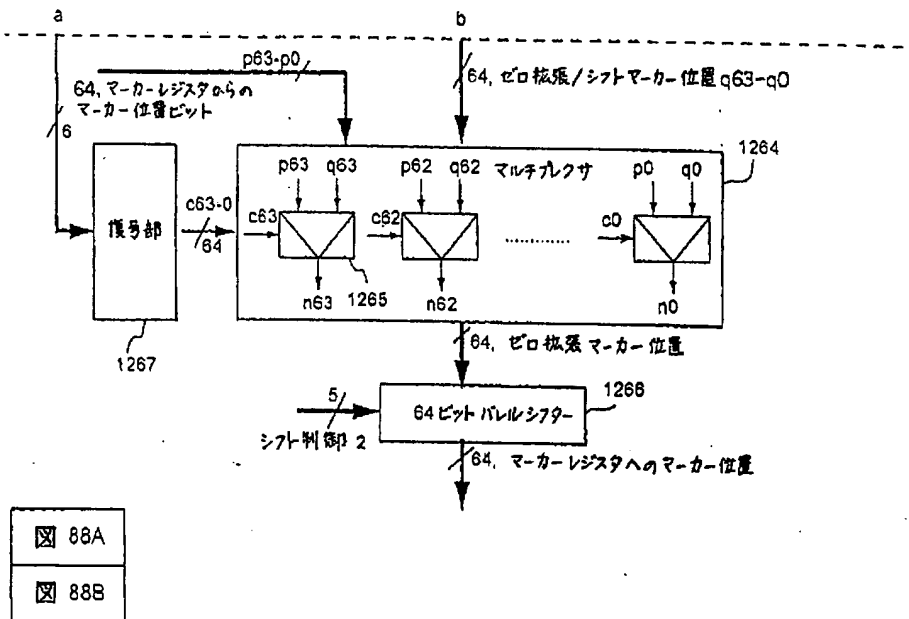 a
b
p63-p0
64, マーカーレジスタからの
マーカー位置ビット
64, ゼロ拡張/シフトマーカー位置 q63-q0
6
1264
p63 q63 p62 q62 マルチプレクサ p0 q0
復号部
c63-0
64
c63
c62
............
c0
n63
1265
n62
n0
1267
64, ゼロ拡張マーカー位置
5
シフト制御 2
64ビットバレルシフター
1268
64, マーカーレジスタへのマーカー位置
図 88A
図 88B